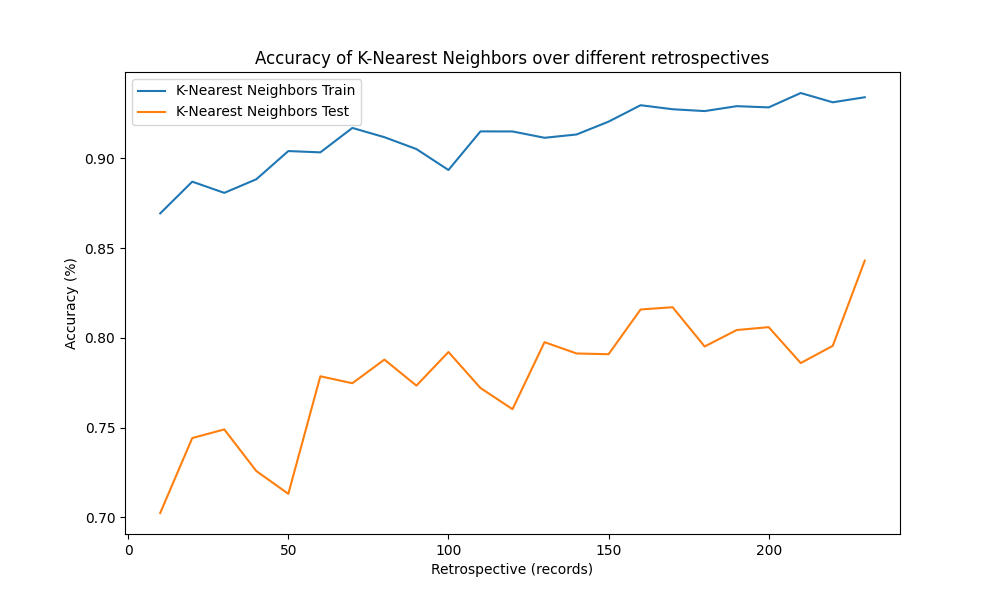 Accuracy of K-Nearest Neighbors over different retrospectives
K-Nearest Neighbors Train
K-Nearest Neighbors Test
0.90
0.85
0.80
0.75
0.70
Accuracy (%)
0 50 100 150 200
Retrospective (records)